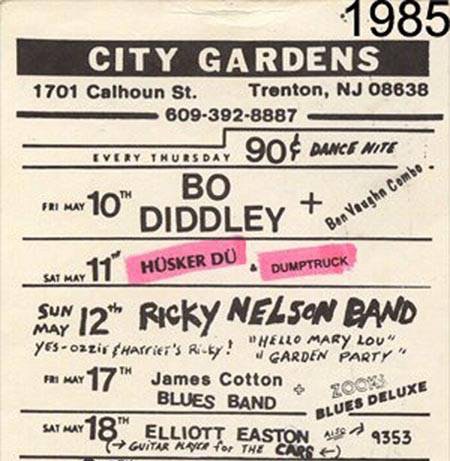 1985
CITY GARDENS
1701 Calhoun St. Trenton, NJ 08638
609-392-8887
EVERY THURSDAY 90¢ DANCE NITE
FRI MAY 10TH BO DIDDLEY + Ben Vaughn Combo
SAT MAY 11TH HÜSKER DÜ & DUMPTRUCK
SUN MAY 12th RICKY NELSON BAND
YES-OZZIE & HARRIET'S RICKY! "HELLO MARY LOU"
"GARDEN PARTY"
FRI MAY 17TH James Cotton BLUES BAND + ZOOKS BLUES DELUXE
SAT MAY 18TH ELLIOTT EASTON ALSO → 9353
(→ GUITAR PLAYER for THE CARS ←)